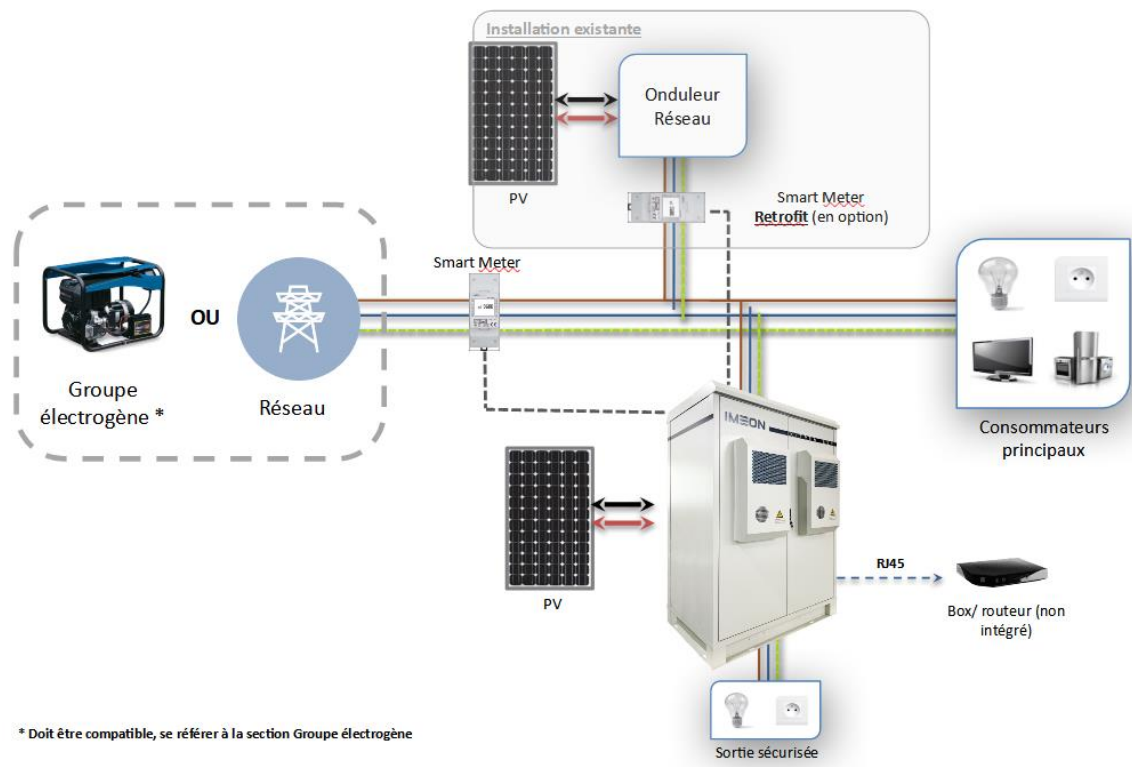 Installation existante
Onduleur
Réseau
PV
Smart Meter
Retrofit (en option)
Smart Meter
OU
Groupe
électrogène *
Réseau
Consommateurs
principaux
IMEON
PV
RJ45
Box/ routeur (non
intégré)
Sortie sécurisée
* Doit être compatible, se référer à la section Groupe électrogène